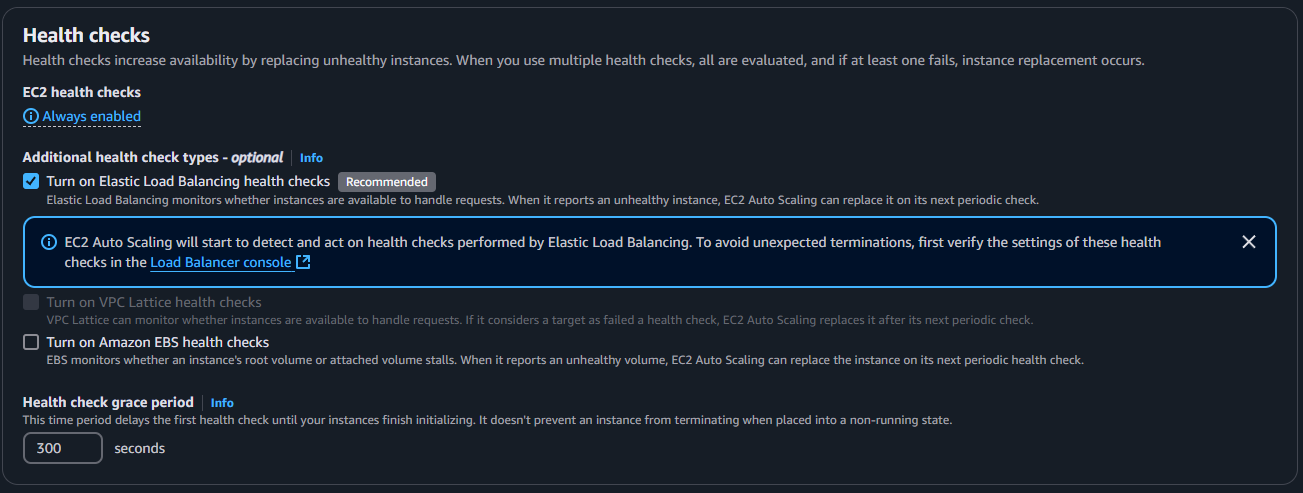 Health checks
Health checks increase availability by replacing unhealthy instances. When you use multiple health checks, all are evaluated, and if at least one fails, instance replacement occurs.
EC2 health checks
Always enabled
Additional health check types - optional Info
Turn on Elastic Load Balancing health checks Recommended
Elastic Load Balancing monitors whether instances are available to handle requests. When it reports an unhealthy instance, EC2 Auto Scaling can replace it on its next periodic check.
EC2 Auto Scaling will start to detect and act on health checks performed by Elastic Load Balancing. To avoid unexpected terminations, first verify the settings of these health
checks in the Load Balancer console
Turn on VPC Lattice health checks
VPC Lattice can monitor whether instances are available to handle requests. If it considers a target as failed a health check, EC2 Auto Scaling replaces it after its next periodic check.
Turn on Amazon EBS health checks
EBS monitors whether an instance's root volume or attached volume stalls. When it reports an unhealthy volume, EC2 Auto Scaling can replace the instance on its next periodic health check.
Health check grace period Info
This time period delays the first health check until your instances finish initializing. It doesn't prevent an instance from terminating when placed into a non-running state.
300 seconds